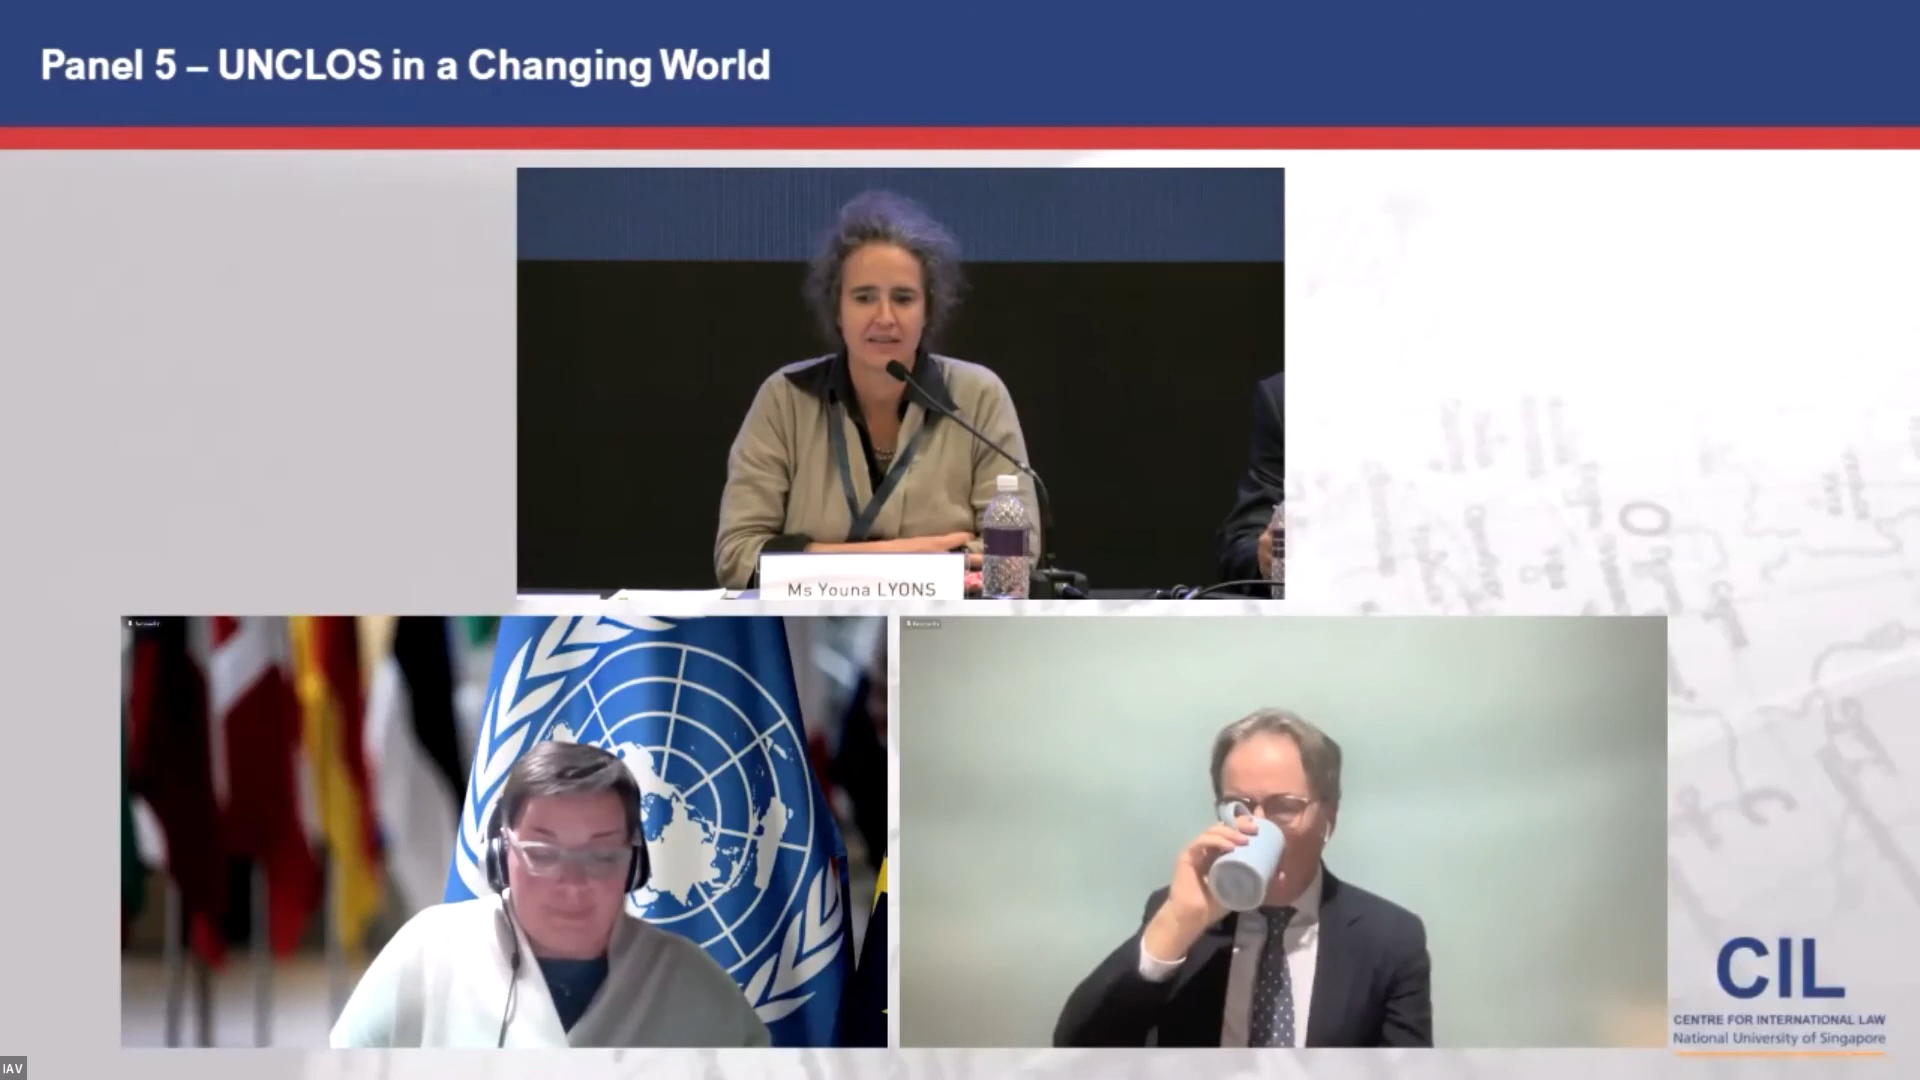 Panel 5 – UNCLOS in a Changing World
Ms Youna LYONS
CIL
CENTRE FOR INTERNATIONAL LAW
National University of Singapore
IAV